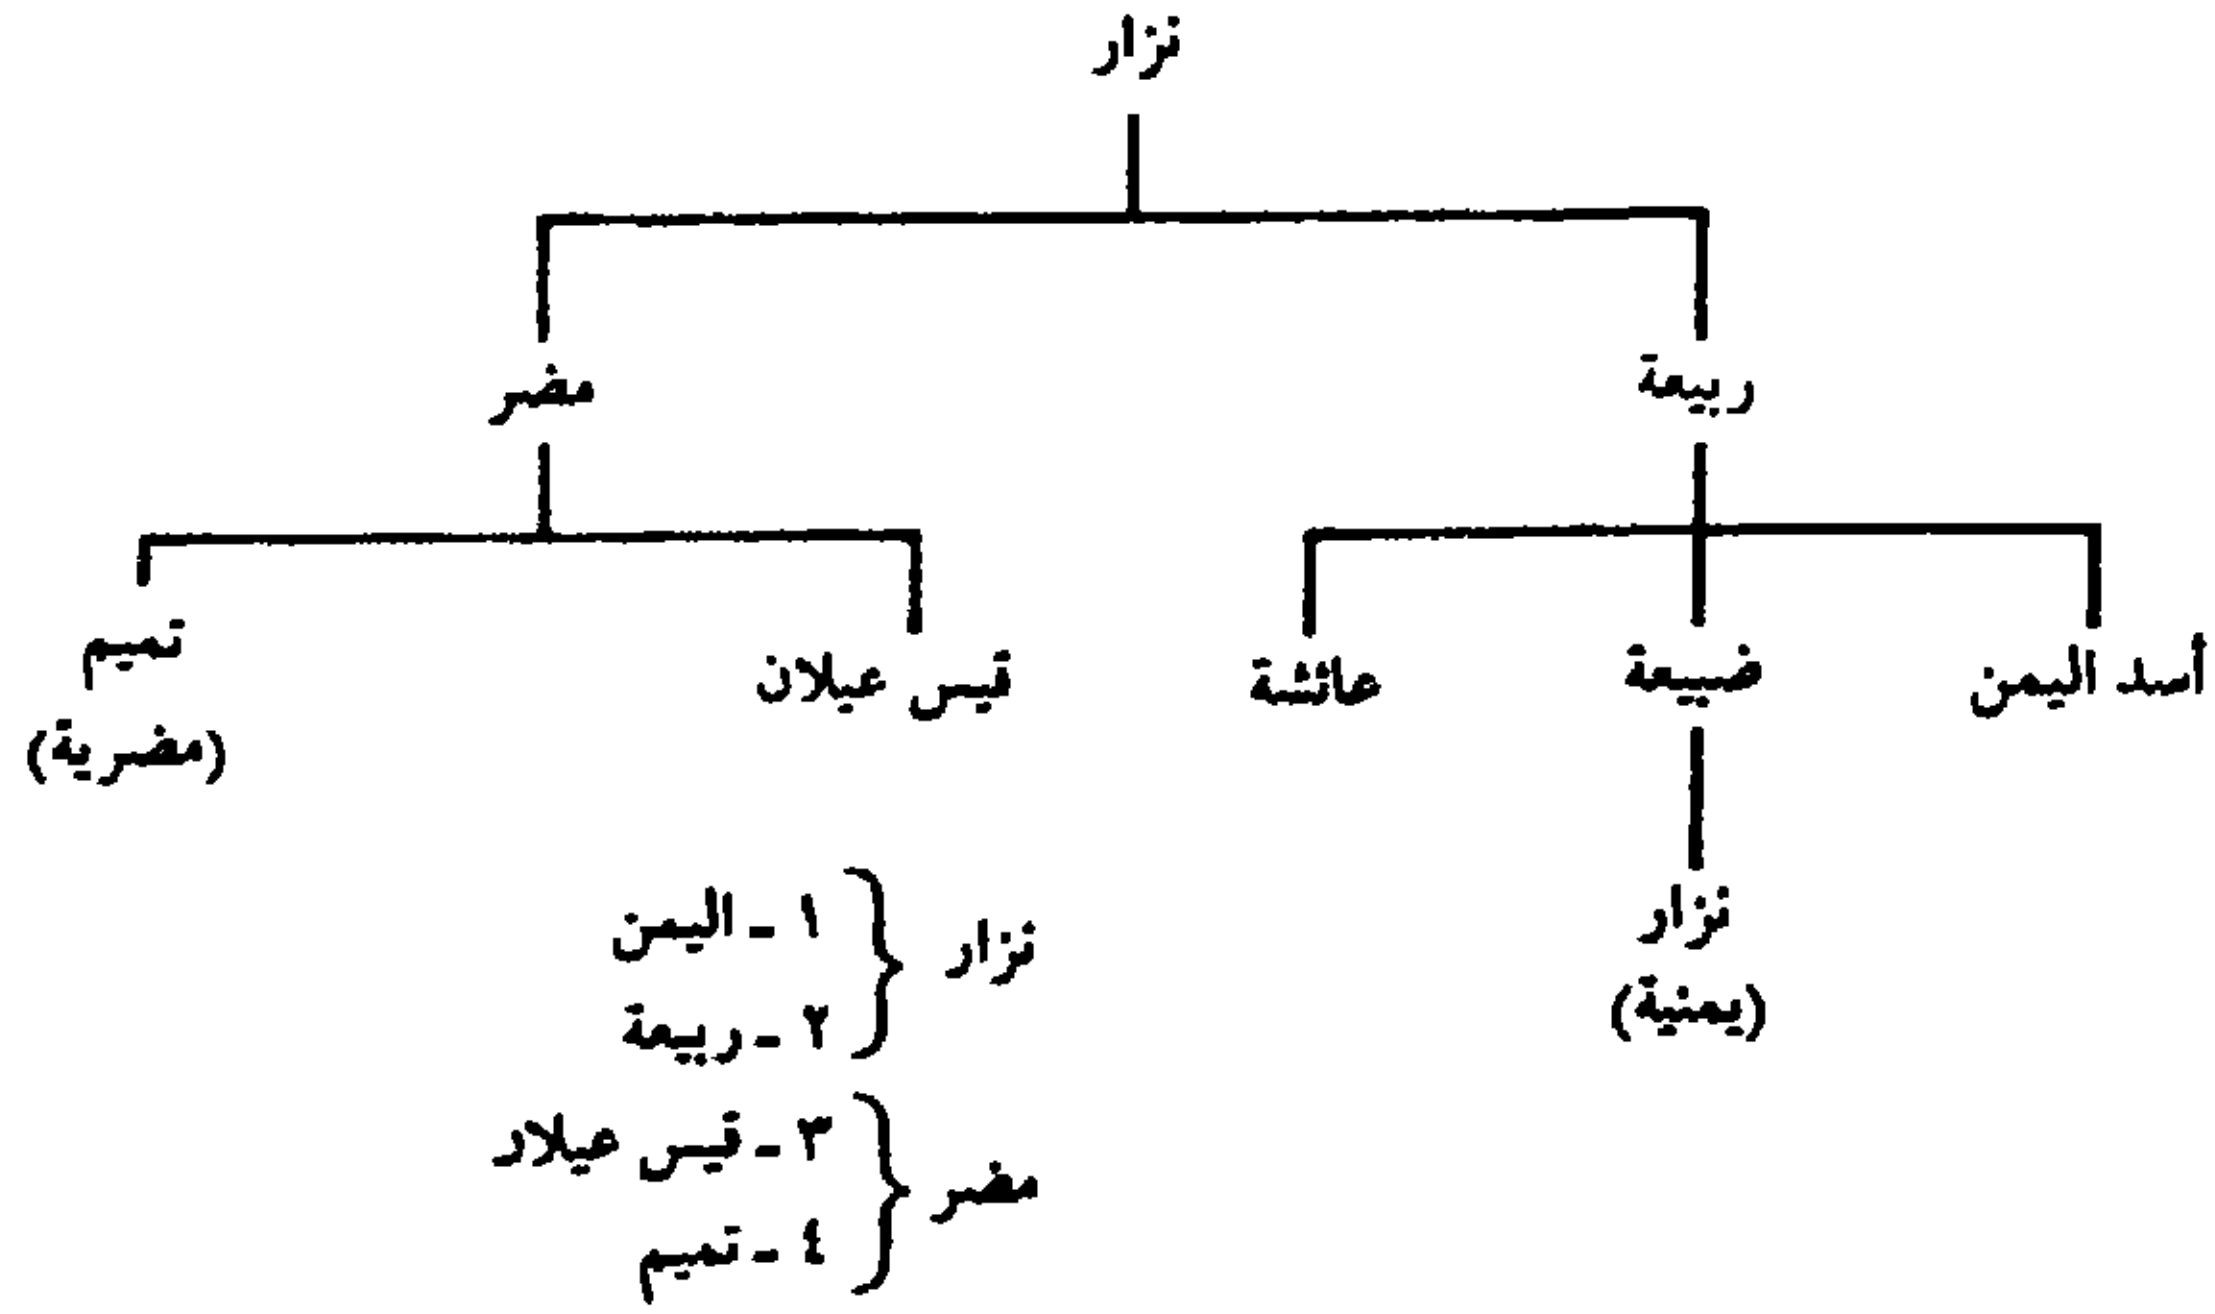 نزار
ربيعة
مضر
أسد اليمن
ضبيعة
عائشة
قيس عيلان
تميم
(مضرية)
نزار
(يمنية)
نزار
١ ـ اليمن
٢ ـ ربيعة
مضر
٣ ـ قيس عيلار
٤ ـ تميم